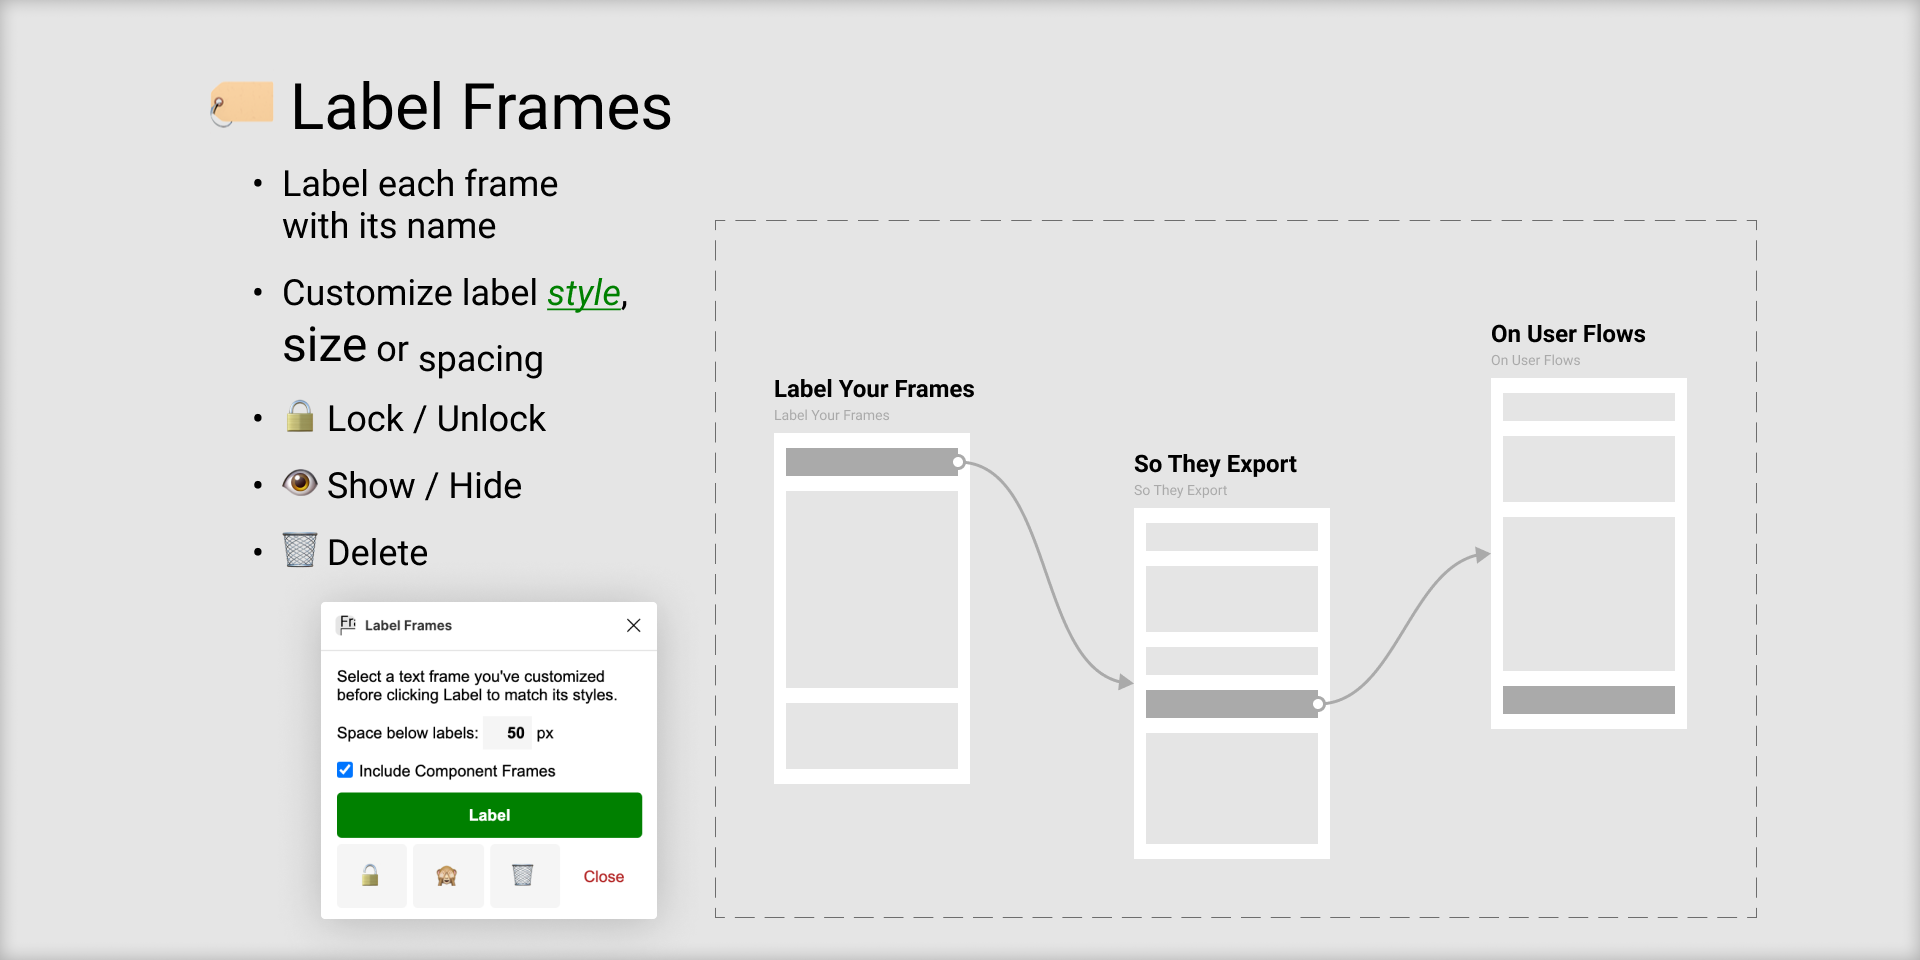 Label Frames
• Label each frame
with its name
• Customize label style,
size or spacing
• Lock / Unlock
• Show / Hide
• Delete
Label Frames
Select a text frame you've customized
before clicking Label to match its styles.
Space below labels: 50 px
Include Component Frames
Label
Close
Label Your Frames
Label Your Frames
So They Export
So They Export
On User Flows
On User Flows